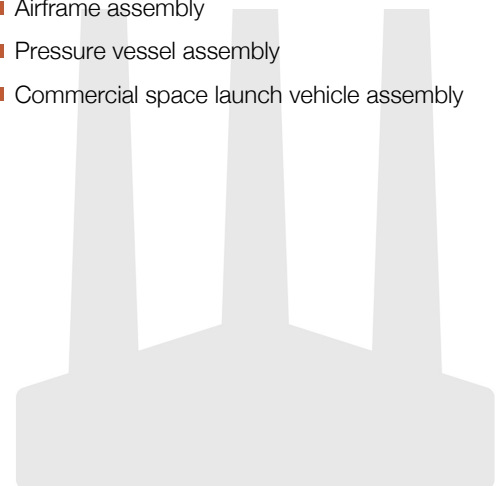 Airframe assembly
Pressure vessel assembly
Commercial space launch vehicle assembly